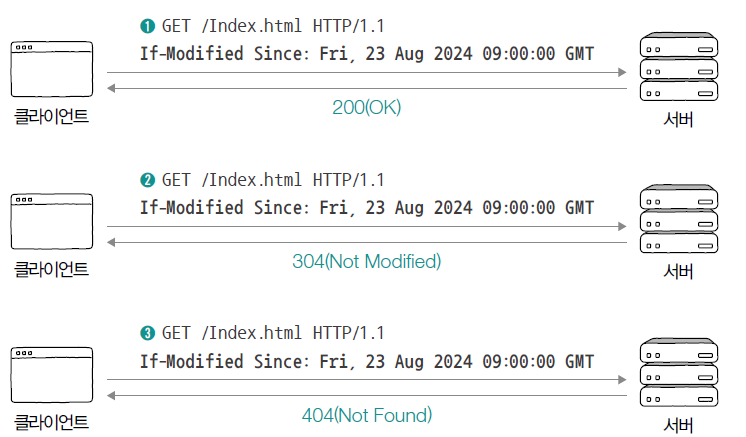 ❶ GET /Index.html HTTP/1.1
If-Modified Since: Fri, 23 Aug 2024 09:00:00 GMT
200(OK)
클라이언트
서버
❷ GET /Index.html HTTP/1.1
If-Modified Since: Fri, 23 Aug 2024 09:00:00 GMT
304(Not Modified)
클라이언트
서버
❸ GET /Index.html HTTP/1.1
If-Modified Since: Fri, 23 Aug 2024 09:00:00 GMT
404(Not Found)
클라이언트
서버